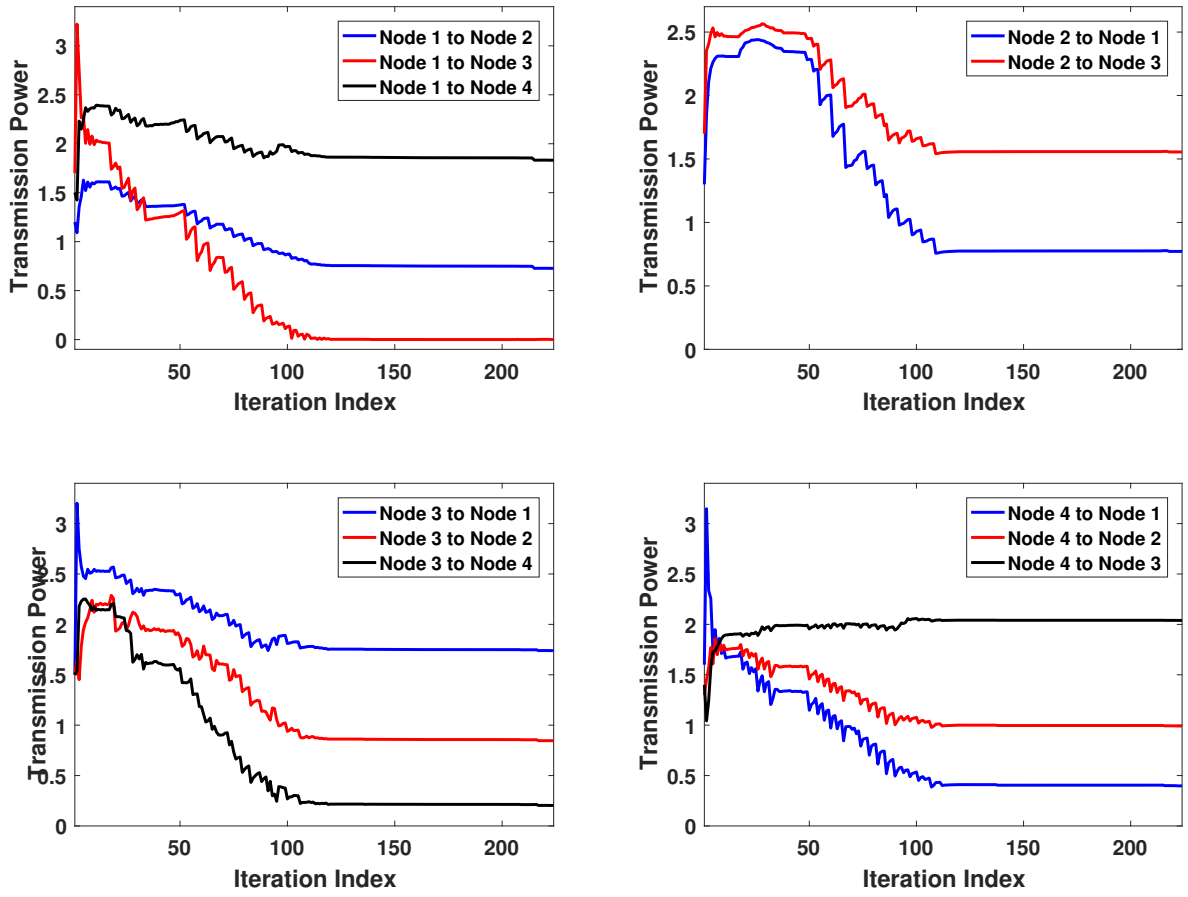 Transmission Power
3
2.5
2
1.5
1
0.5
0
Node 1 to Node 2
Node 1 to Node 3
Node 1 to Node 4
50
100
150
200
Iteration Index
Transmission Power
2.5
2
1.5
1
0.5
0
Node 2 to Node 1
Node 2 to Node 3
50
100
150
200
Iteration Index
Transmission Power
3
2.5
2
1.5
1
0.5
0
Node 3 to Node 1
Node 3 to Node 2
Node 3 to Node 4
50
100
150
200
Iteration Index
Transmission Power
3
2.5
2
1.5
1
0.5
0
Node 4 to Node 1
Node 4 to Node 2
Node 4 to Node 3
50
100
150
200
Iteration Index